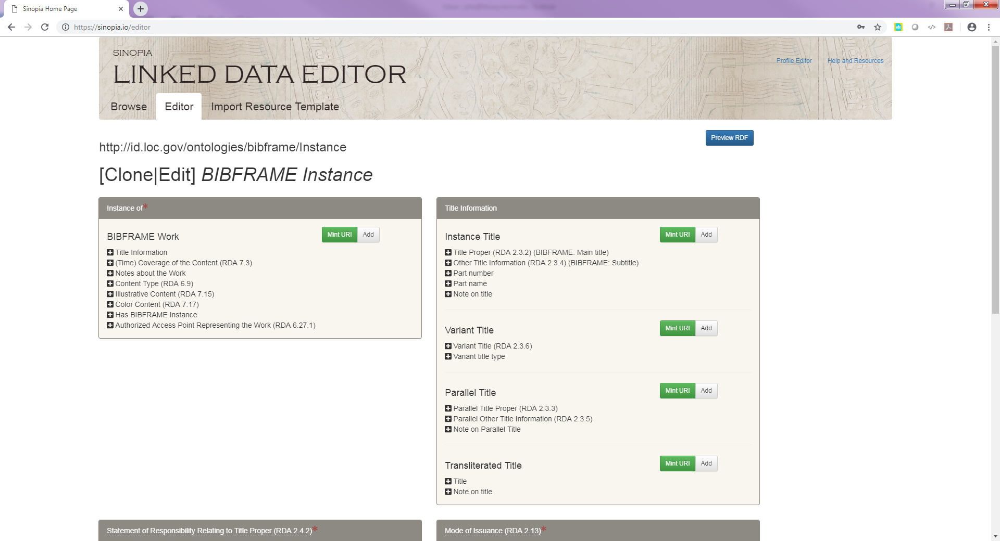 Sinopia Home Page
https://sinopia.io/editor
SINOPIA
LINKED DATA EDITOR
Profile Editor
Help and Resources
Browse
Editor
Import Resource Template
Preview RDF
http://id.loc.gov/ontologies/bibframe/Instance
[Clone|Edit] BIBFRAME Instance
Instance of*
BIBFRAME Work
Mint URI
Add
Title Information
(Time) Coverage of the Content (RDA 7.3)
Notes about the Work
Content Type (RDA 6.9)
Illustrative Content (RDA 7.15)
Color Content (RDA 7.17)
Has BIBFRAME Instance
Authorized Access Point Representing the Work (RDA 6.27.1)
Title Information
Instance Title
Mint URI
Add
Title Proper (RDA 2.3.2) (BIBFRAME: Main title)
Other Title Information (RDA 2.3.4) (BIBFRAME: Subtitle)
Part number
Part name
Note on title
Variant Title
Mint URI
Add
Variant Title (RDA 2.3.6)
Variant title type
Parallel Title
Mint URI
Add
Parallel Title Proper (RDA 2.3.3)
Parallel Other Title Information (RDA 2.3.5)
Note on Parallel Title
Transliterated Title
Mint URI
Add
Title
Note on title
Statement of Responsibility Relating to Title Proper (RDA 2.4.2)*
Mode of Issuance (RDA 2.13)*